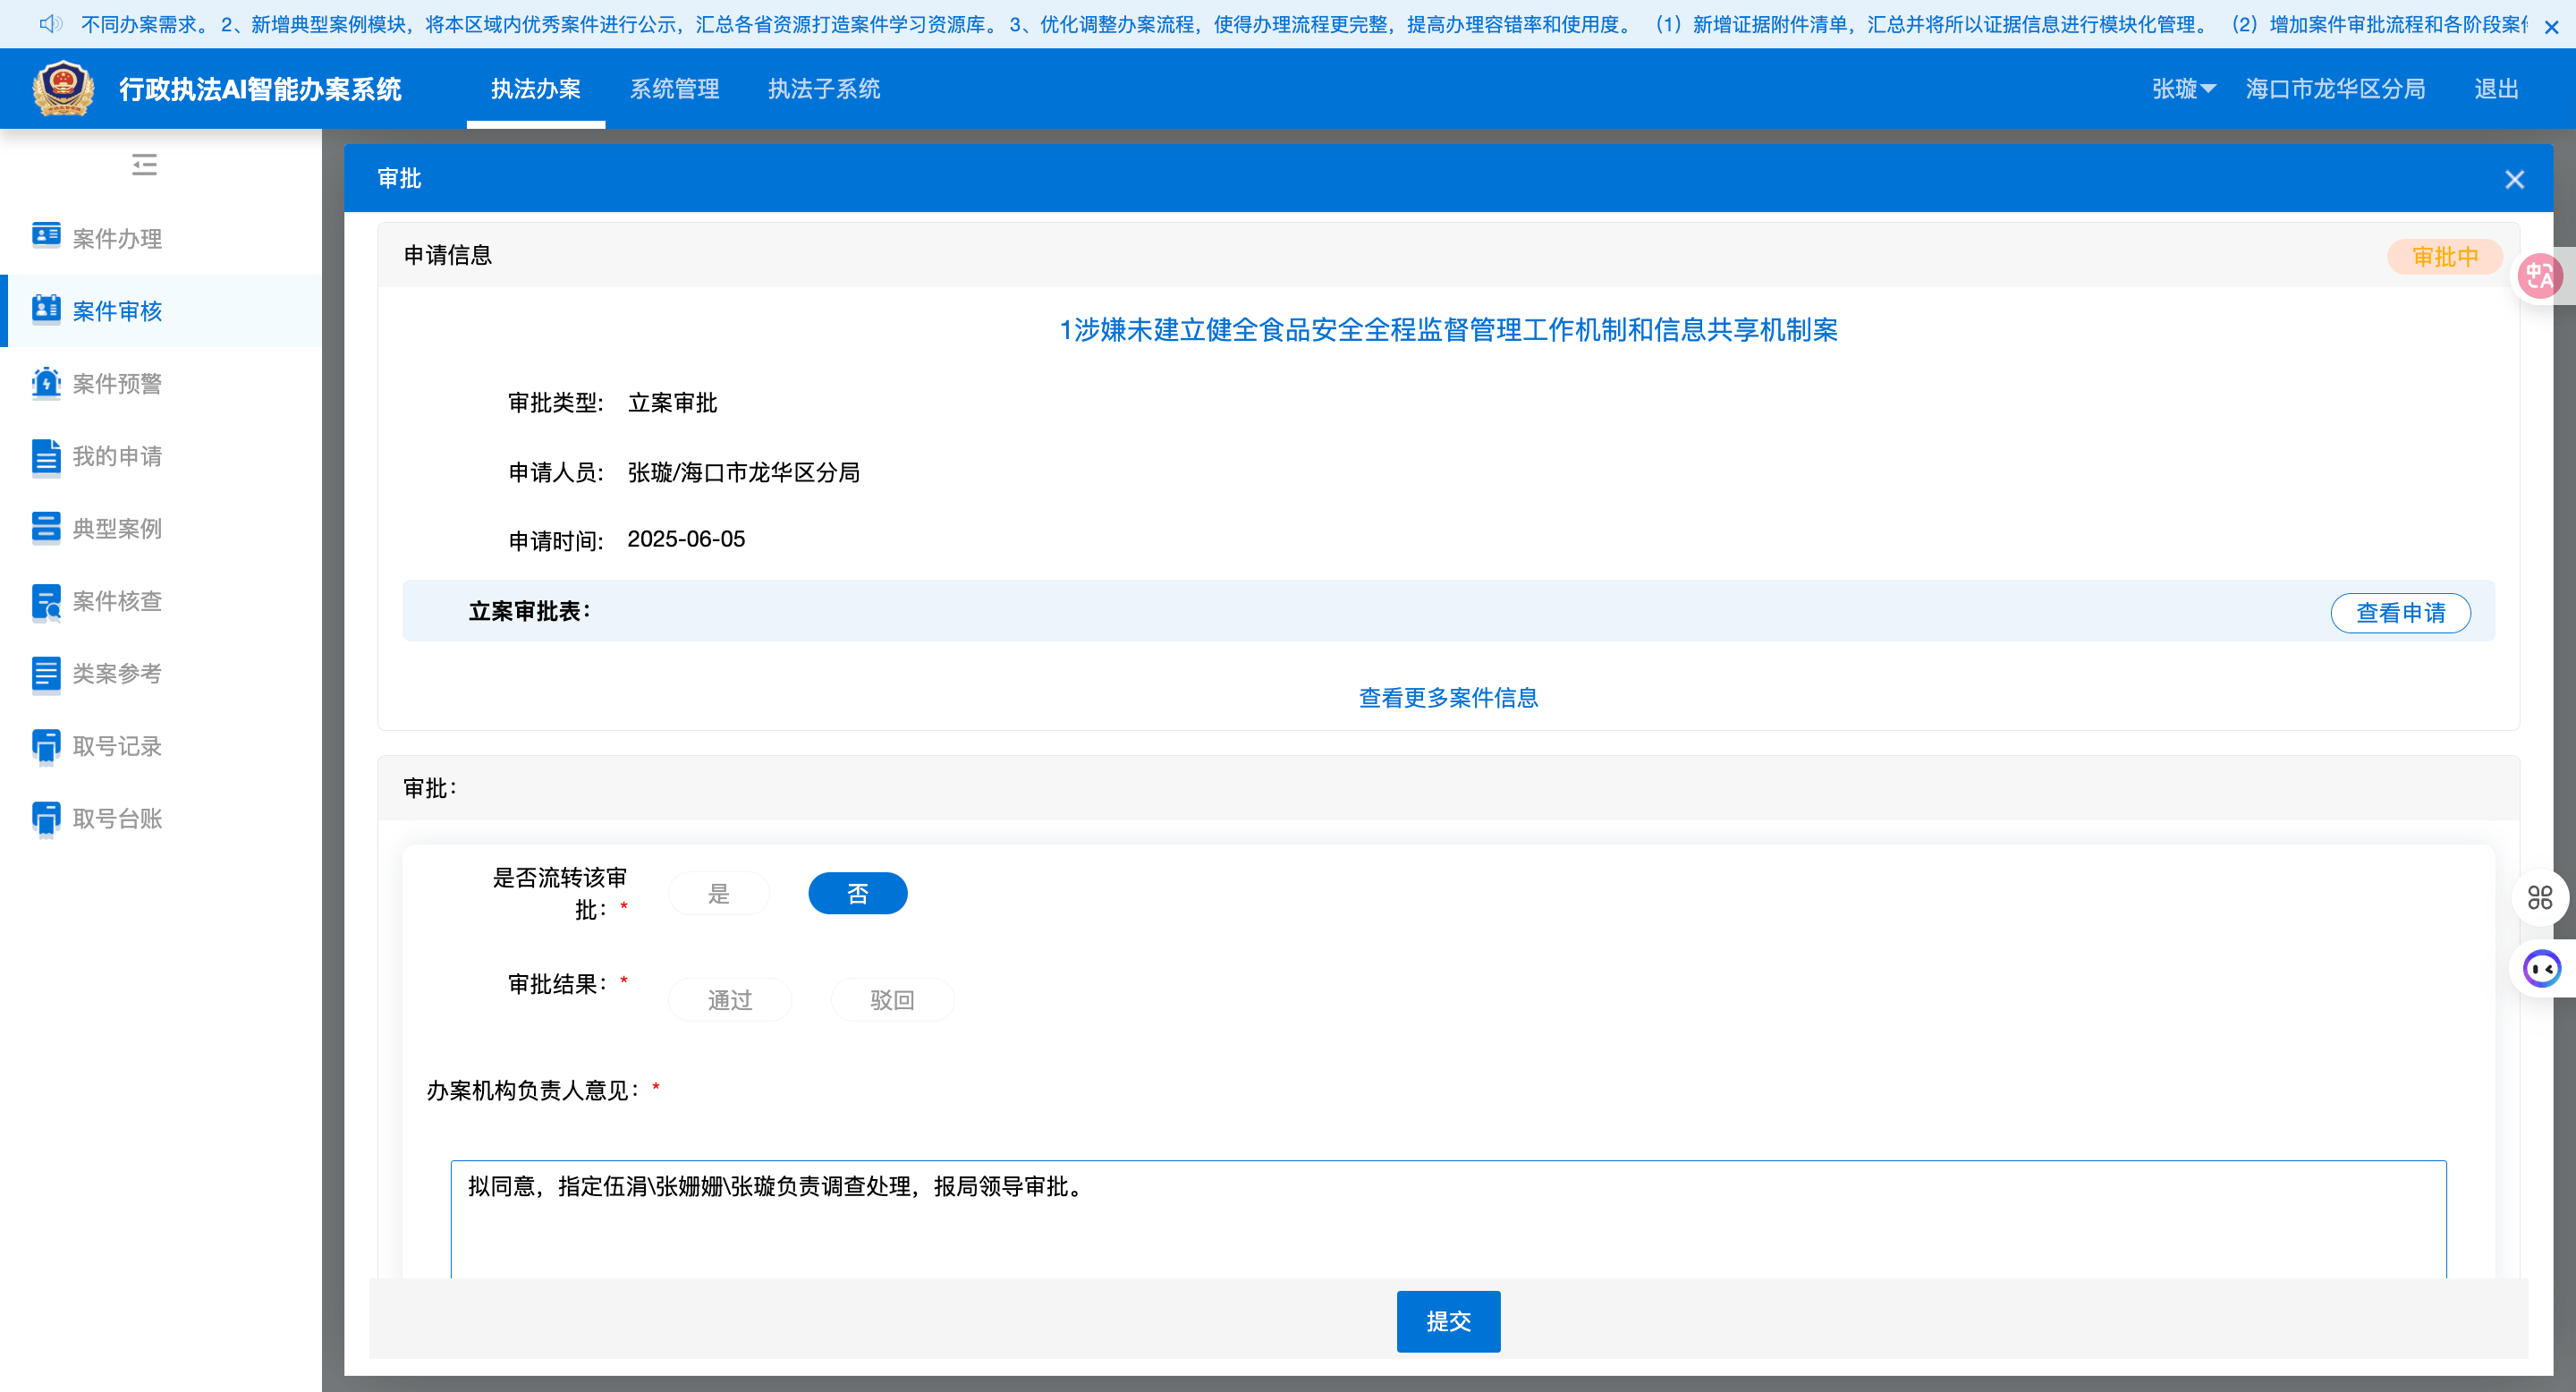 不同办案需求。 2、新增典型案例模块，将本区域内优秀案件进行公示，汇总各省资源打造案件学习资源库。 3、优化调整办案流程，使得办理流程更完整，提高办理容错率和使用度。 （1）新增证据附件清单，汇总并将所以证据信息进行模块化管理。 （2）增加案件审批流程和各阶段案件
行政执法AI智能办案系统
执法办案
系统管理
执法子系统
张璇
海口市龙华区分局
退出
案件办理
案件审核
案件预警
我的申请
典型案例
案件核查
类案参考
取号记录
取号台账
审批
申请信息
审批中
1涉嫌未建立健全食品安全全程监督管理工作机制和信息共享机制案
审批类型: 立案审批
申请人员: 张璇/海口市龙华区分局
申请时间: 2025-06-05
立案审批表：
查看申请
查看更多案件信息
审批：
是否流转该审
批：*
是
否
审批结果：*
通过
驳回
办案机构负责人意见：*
拟同意，指定伍涓\张姗姗\张璇负责调查处理，报局领导审批。
提交
中A